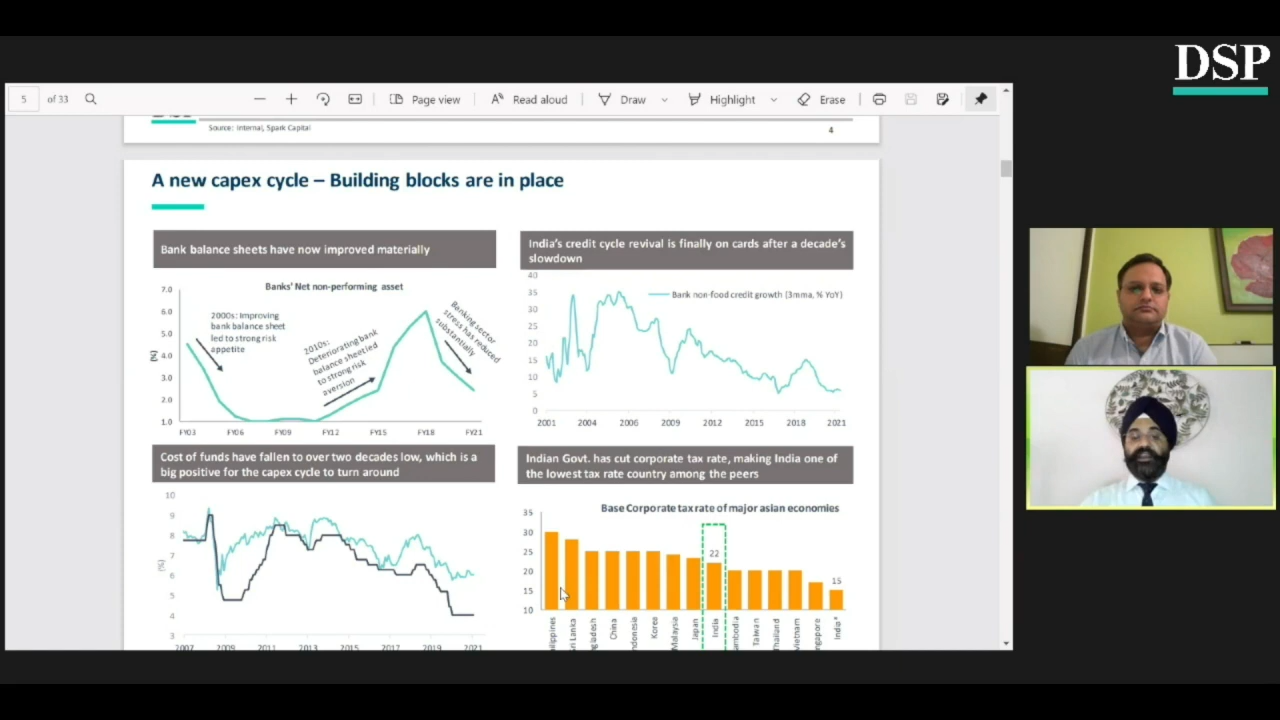 DSP
5 of 33
Page view
Read aloud
Draw
Highlight
Erase
Source: Internal, Spark Capital
4
A new capex cycle – Building blocks are in place
Bank balance sheets have now improved materially
Banks' Net non-performing asset
7.0
6.0
5.0
4.0
3.0
2.0
1.0
(%)
2000s: Improving
bank balance sheet
led to strong risk
appetite
2010s:
Deteriorating bank
balance sheet led
to strong risk
aversion
Banking sector
stress has reduced
substantially
FY03 FY06 FY09 FY12 FY15 FY18 FY21
India's credit cycle revival is finally on cards after a decade's
slowdown
40
35
30
25
20
15
10
5
0
Bank non-food credit growth (3mma, % YoY)
2001 2004 2006 2009 2012 2015 2018 2021
Cost of funds have fallen to over two decades low, which is a
big positive for the capex cycle to turn around
10
9
8
7
6
5
4
3
(%)
2007 2009 2011 2013 2015 2017 2019 2021
Indian Govt. has cut corporate tax rate, making India one of
the lowest tax rate country among the peers
Base Corporate tax rate of major asian economies
35
30
25
20
15
10
22
15
ilippines
Sri Lanka
gladesh
China
ndonesia
Korea
Malaysia
Japan
India
ambodia
Taiwan
Thailand
Vietnam
ngapore
India*